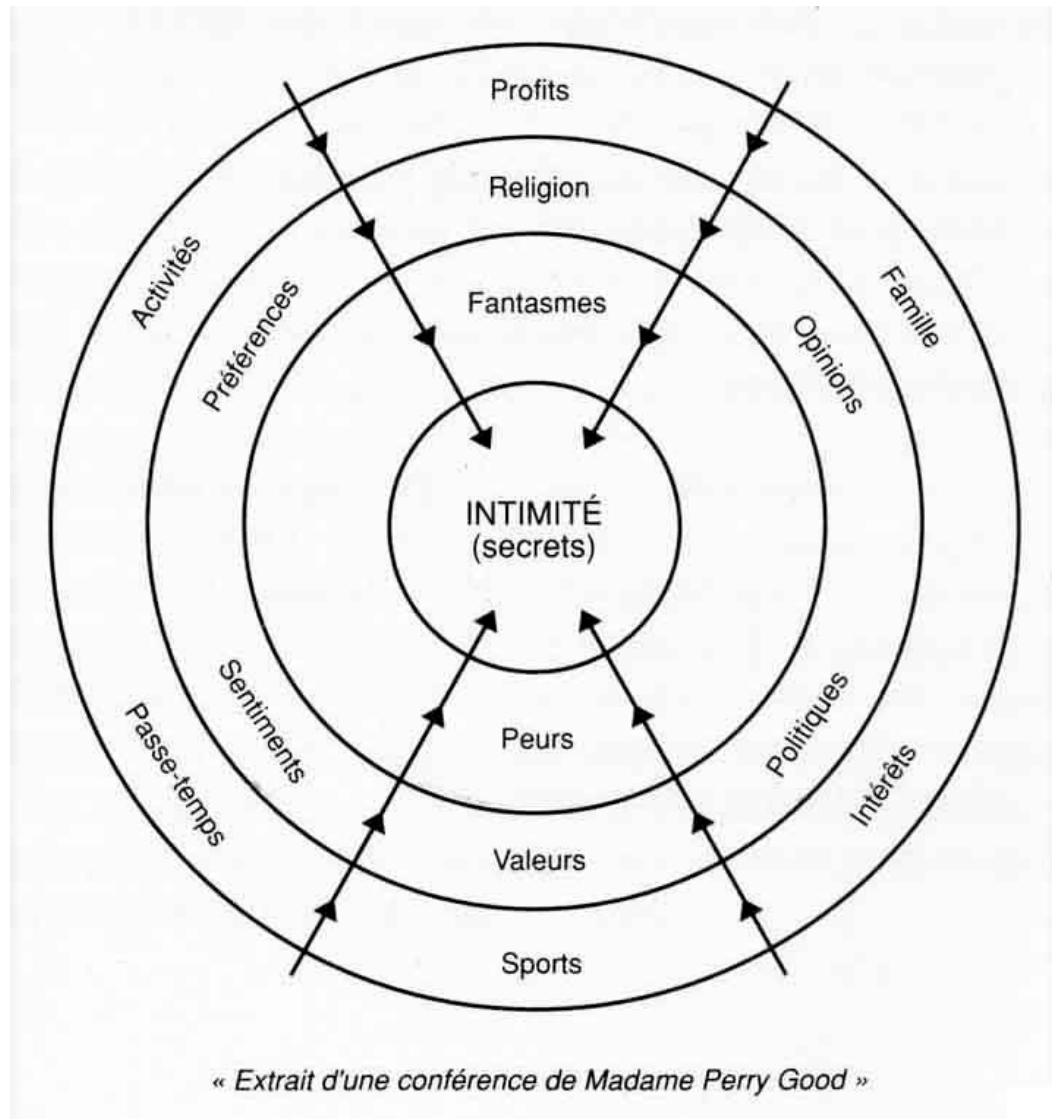 Profits
Religion
Fantasmes
Activités
Préférences
Famille
Opinions
INTIMITÉ
(secrets)
Sentiments
Passe-temps
Peurs
Politiques
Intérêts
Valeurs
Sports
« Extrait d'une conférence de Madame Perry Good »